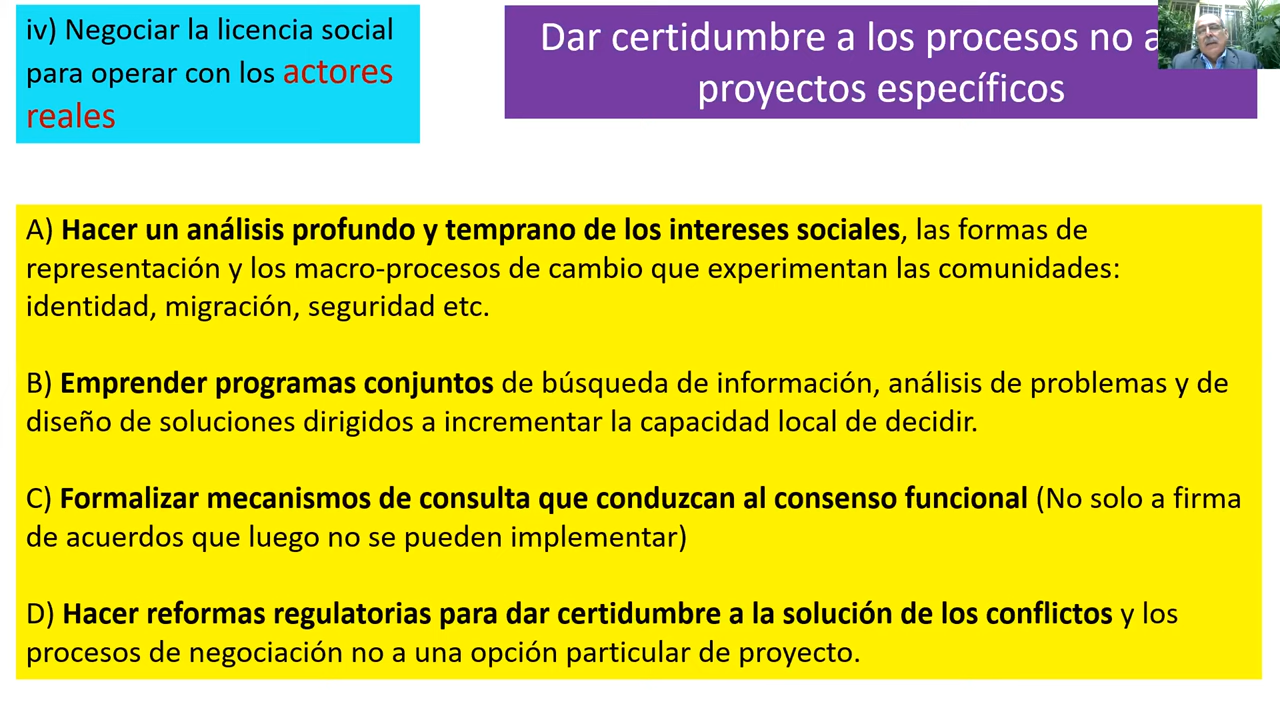 iv) Negociar la licencia social
para operar con los actores
reales
Dar certidumbre a los procesos no a
proyectos específicos
A) Hacer un análisis profundo y temprano de los intereses sociales, las formas de
representación y los macro-procesos de cambio que experimentan las comunidades:
identidad, migración, seguridad etc.
B) Emprender programas conjuntos de búsqueda de información, análisis de problemas y de
diseño de soluciones dirigidos a incrementar la capacidad local de decidir.
C) Formalizar mecanismos de consulta que conduzcan al consenso funcional (No solo a firma
de acuerdos que luego no se pueden implementar)
D) Hacer reformas regulatorias para dar certidumbre a la solución de los conflictos y los
procesos de negociación no a una opción particular de proyecto.